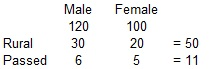 Male Female
120 100
Rural 30 20 = 50
Passed 6 5 = 11